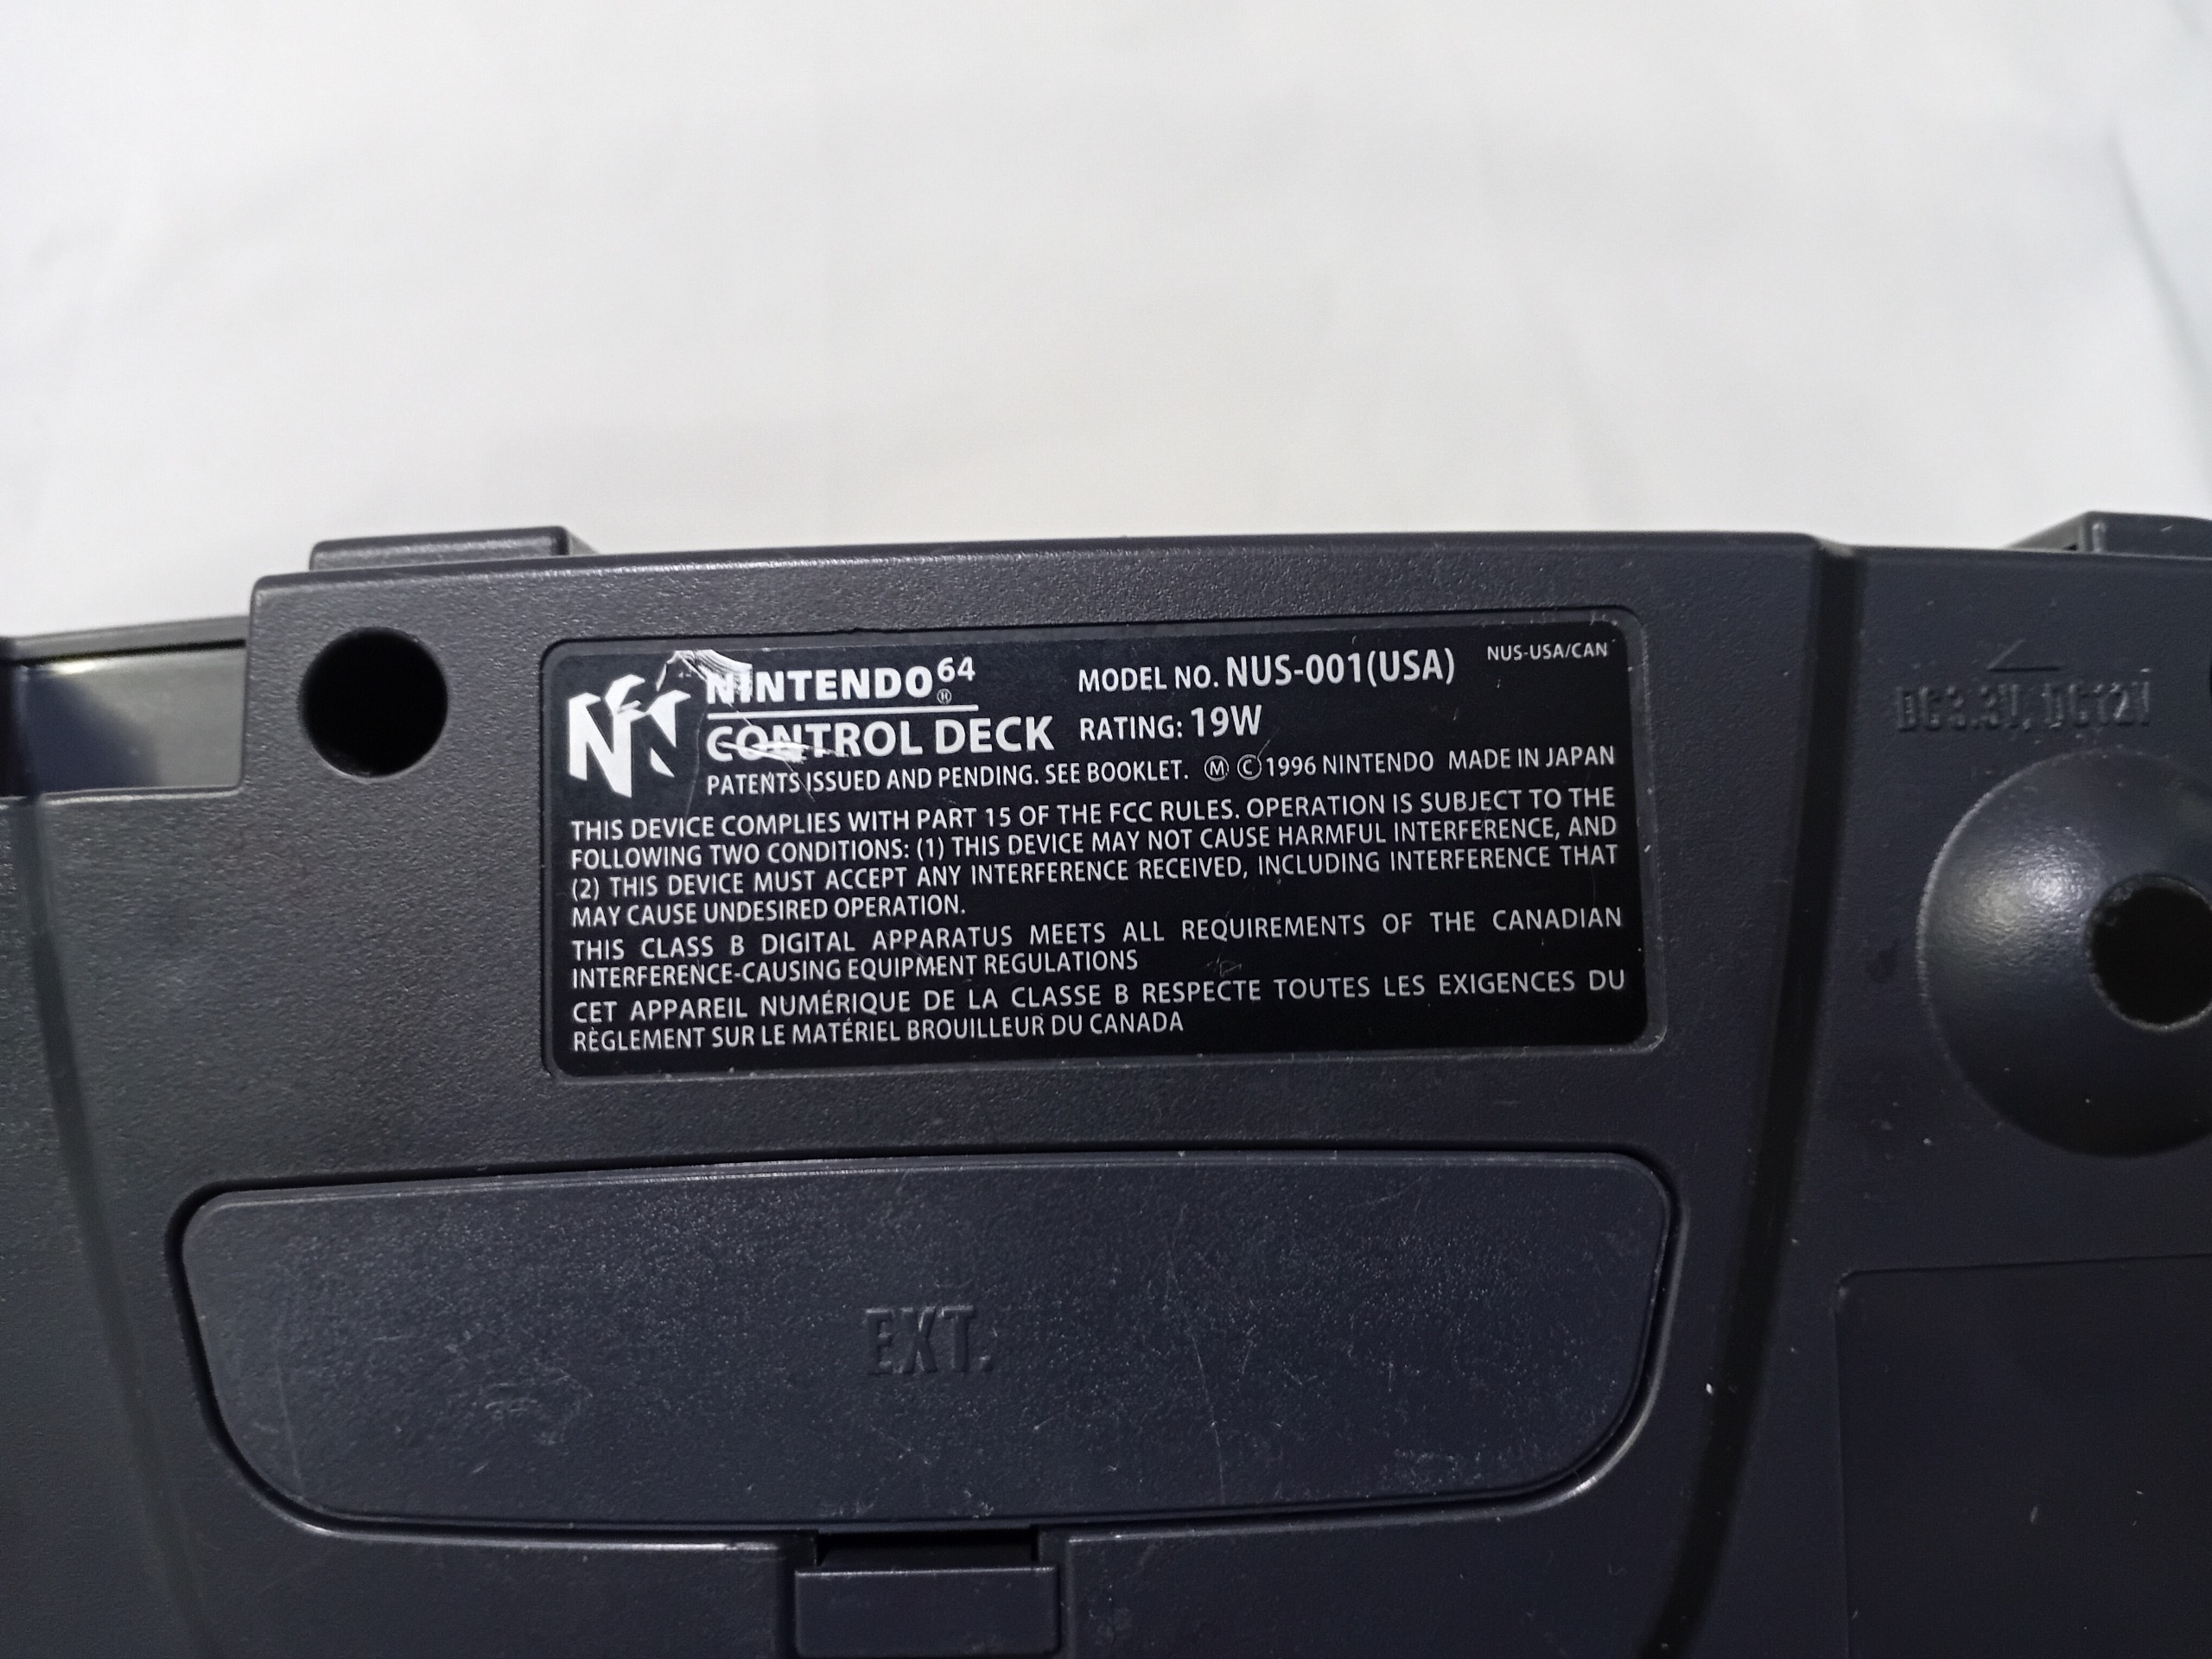 NINTENDO 64 ®
CONTROL DECK
MODEL NO. NUS-001(USA)
NUS-USA/CAN
RATING: 19W
PATENTS ISSUED AND PENDING. SEE BOOKLET. Ⓜ © 1996 NINTENDO MADE IN JAPAN
THIS DEVICE COMPLIES WITH PART 15 OF THE FCC RULES. OPERATION IS SUBJECT TO THE
FOLLOWING TWO CONDITIONS: (1) THIS DEVICE MAY NOT CAUSE HARMFUL INTERFERENCE, AND
(2) THIS DEVICE MUST ACCEPT ANY INTERFERENCE RECEIVED, INCLUDING INTERFERENCE THAT
MAY CAUSE UNDESIRED OPERATION.
THIS CLASS B DIGITAL APPARATUS MEETS ALL REQUIREMENTS OF THE CANADIAN
INTERFERENCE-CAUSING EQUIPMENT REGULATIONS
CET APPAREIL NUMÉRIQUE DE LA CLASSE B RESPECTE TOUTES LES EXIGENCES DU
RÈGLEMENT SUR LE MATÉRIEL BROUILLEUR DU CANADA
DC3.3V, DC12V
EXT.